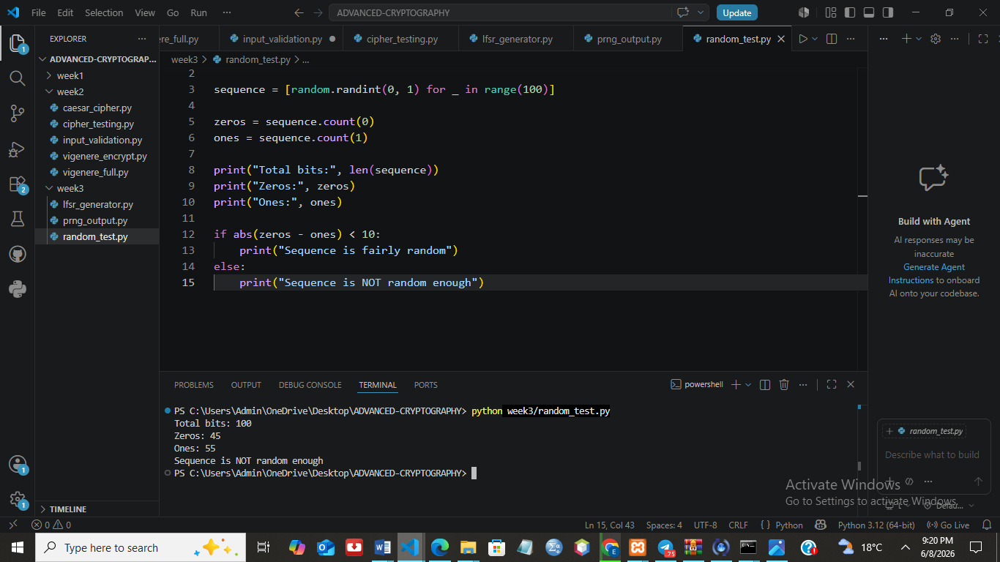 File Edit Selection View Go Run ···
ADVANCED-CRYPTOGRAPHY
Update
EXPLORER ···
ADVANCED-CRYPTOGRAP...
week1
week2
caesar_cipher.py
cipher_testing.py
input_validation.py
vigenere_encrypt.py
vigenere_full.py
week3
lfsr_generator.py
prng_output.py
random_test.py
TIMELINE
1
2
1
1
ere_full.py input_validation.py cipher_testing.py lfsr_generator.py prng_output.py random_test.py
week3 > random_test.py > ...
2
3 sequence = [random.randint(0, 1) for _ in range(100)]
4
5 zeros = sequence.count(0)
6 ones = sequence.count(1)
7
8 print("Total bits:", len(sequence))
9 print("Zeros:", zeros)
10 print("Ones:", ones)
11
12 if abs(zeros - ones) < 10:
13     print("Sequence is fairly random")
14 else:
15     print("Sequence is NOT random enough")
PROBLEMS OUTPUT DEBUG CONSOLE TERMINAL PORTS
powershell
PS C:\Users\Admin\OneDrive\Desktop\ADVANCED-CRYPTOGRAPHY> python week3/random_test.py
Total bits: 100
Zeros: 45
Ones: 55
Sequence is NOT random enough
PS C:\Users\Admin\OneDrive\Desktop\ADVANCED-CRYPTOGRAPHY>
Build with Agent
AI responses may be
inaccurate
Generate Agent
Instructions to onboard
AI onto your codebase.
random_test.py
Describe what to build
Activate Windows
Go to Settings to activate Windows.
Defau...
0 0
Ln 15, Col 43 Spaces: 4 UTF-8 CRLF { } Python Python 3.12 (64-bit) Go Live
Type here to search
.75
18°C
9:20 PM
6/8/2026